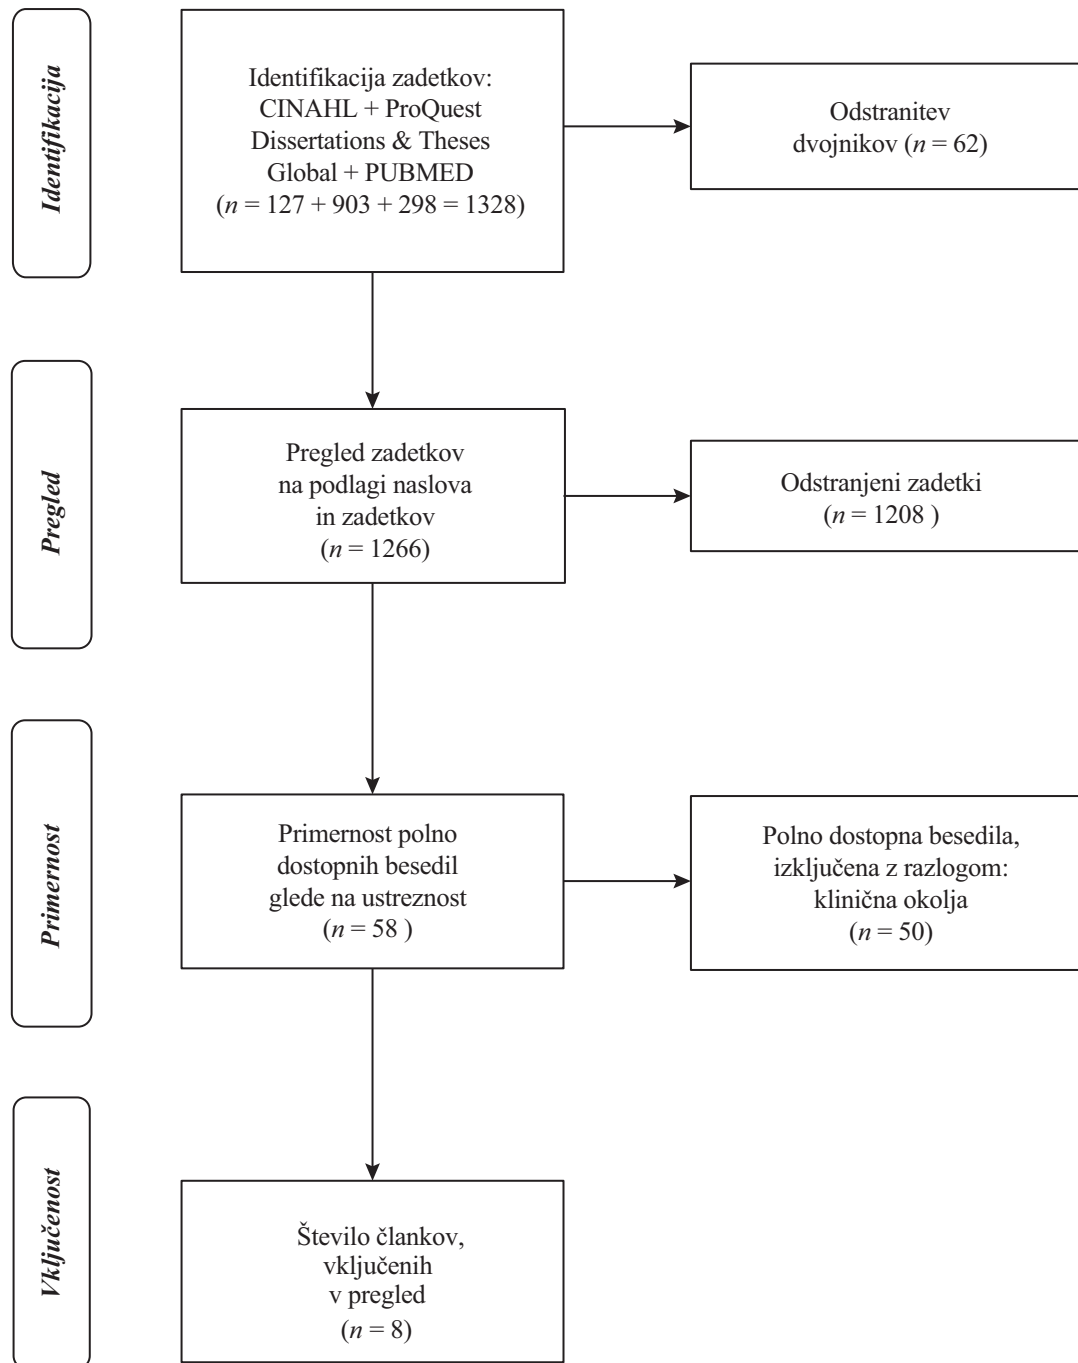 Identifikacija
Identifikacija zadetkov:
CINAHL + ProQuest
Dissertations & Theses
Global + PUBMED
(n = 127 + 903 + 298 = 1328)
Odstranitev
dvojnikov (n = 62)
Pregled
Pregled zadetkov
na podlagi naslova
in zadetkov
(n = 1266)
Odstranjeni zadetki
(n = 1208 )
Primernost
Primernost polno
dostopnih besedil
glede na ustreznost
(n = 58 )
Polno dostopna besedila,
izključena z razlogom:
klinična okolja
(n = 50)
Vključenost
Število člankov,
vključenih
v pregled
(n = 8)